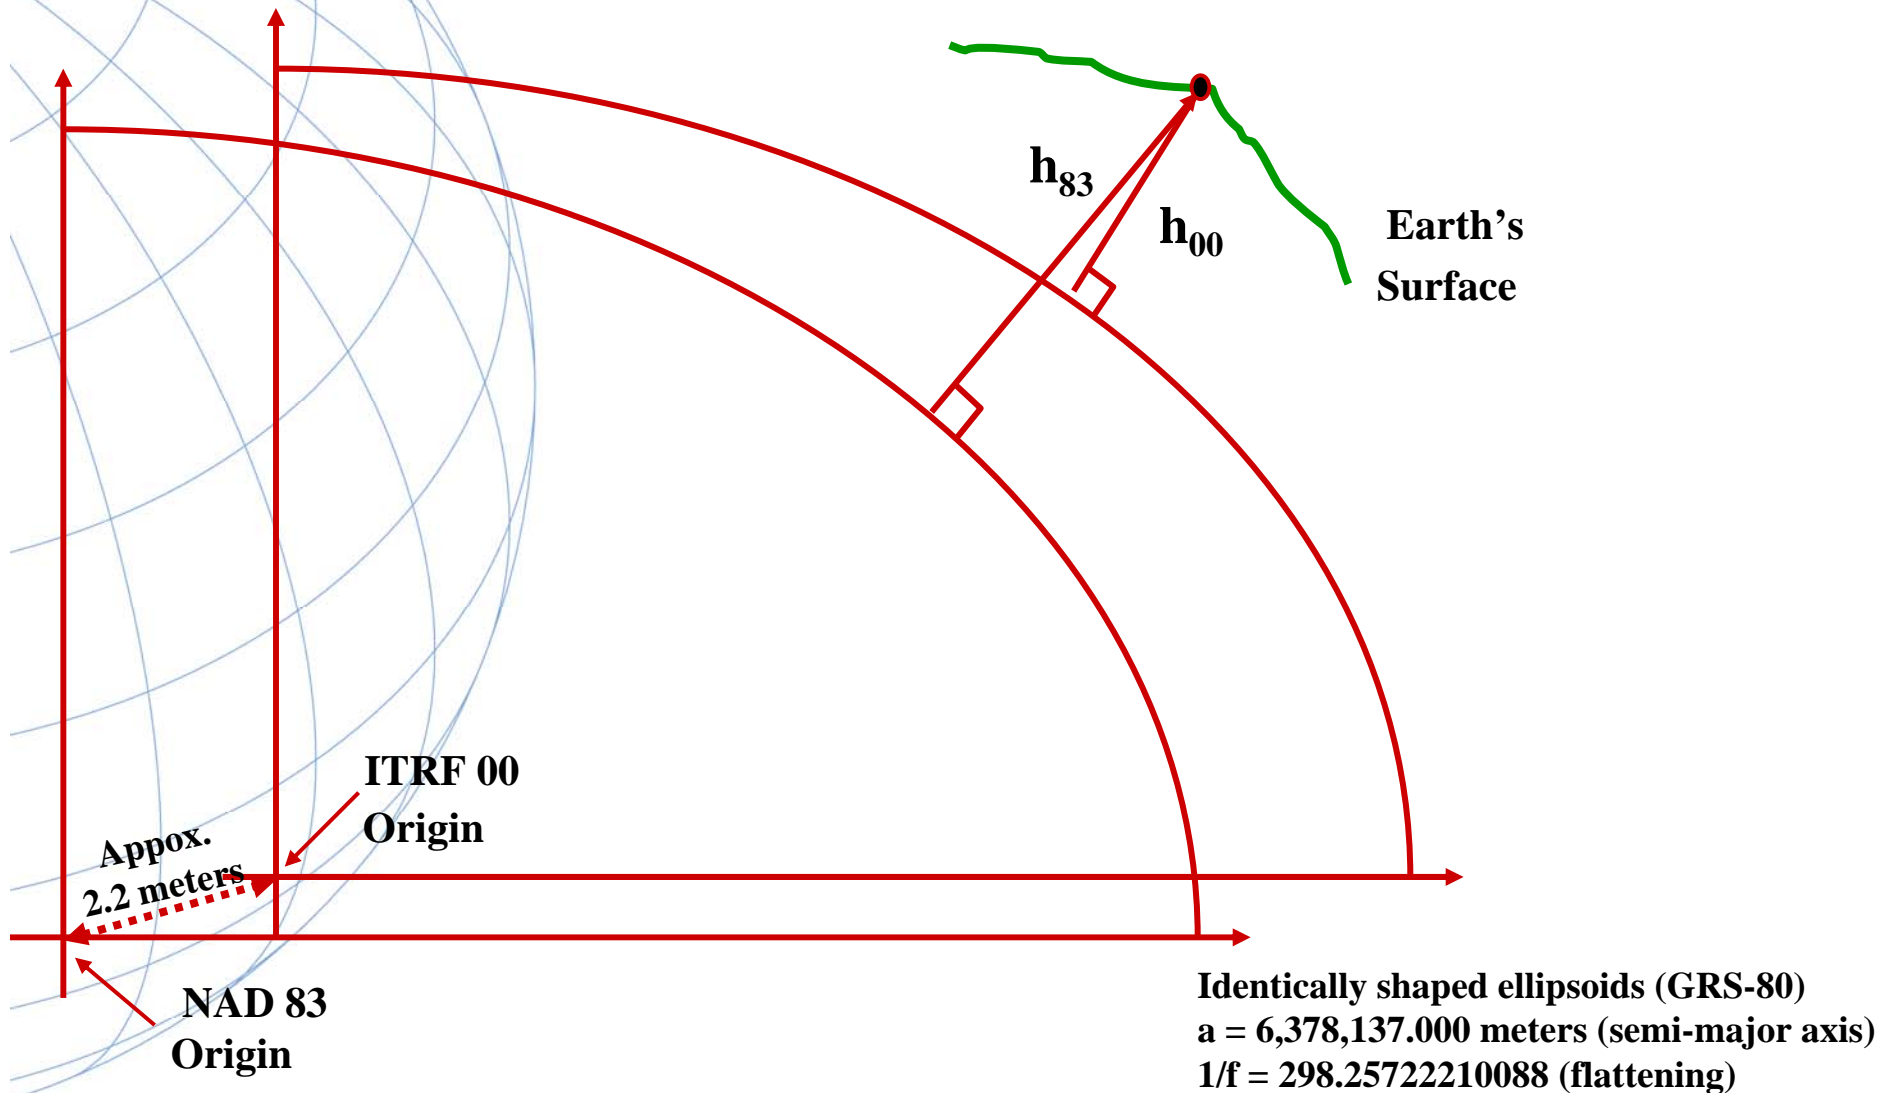 h83
h00
Earth’s
Surface
ITRF 00
Origin
Appox.
2.2 meters
NAD 83
Origin
Identically shaped ellipsoids (GRS-80)
a = 6,378,137.000 meters (semi-major axis)
1/f = 298.25722210088 (flattening)